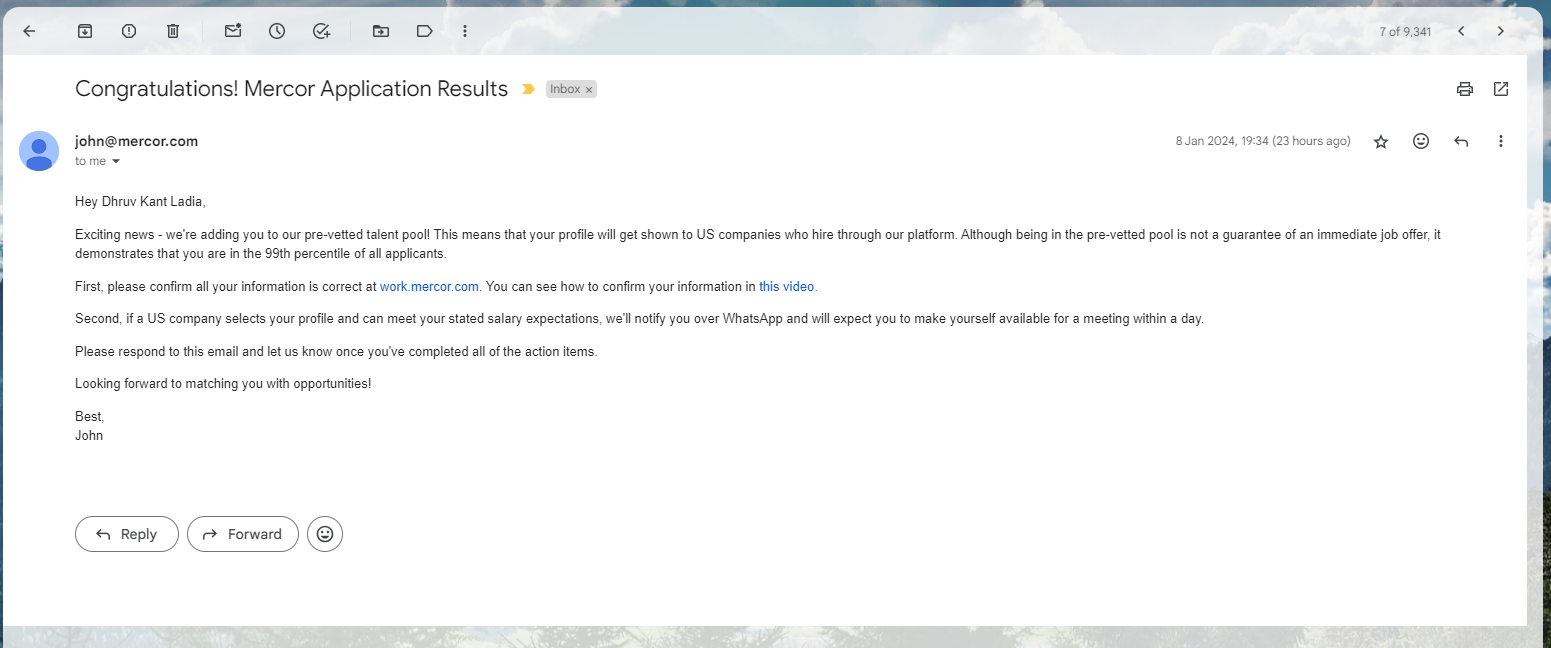 7 of 9,341
Congratulations! Mercor Application Results
Inbox ×
john@mercor.com
8 Jan 2024, 19:34 (23 hours ago)
to me
Hey Dhruv Kant Ladia,
Exciting news - we're adding you to our pre-vetted talent pool! This means that your profile will get shown to US companies who hire through our platform. Although being in the pre-vetted pool is not a guarantee of an immediate job offer, it
demonstrates that you are in the 99th percentile of all applicants.
First, please confirm all your information is correct at work.mercor.com. You can see how to confirm your information in this video.
Second, if a US company selects your profile and can meet your stated salary expectations, we'll notify you over WhatsApp and will expect you to make yourself available for a meeting within a day.
Please respond to this email and let us know once you've completed all of the action items.
Looking forward to matching you with opportunities!
Best,
John
Reply
Forward